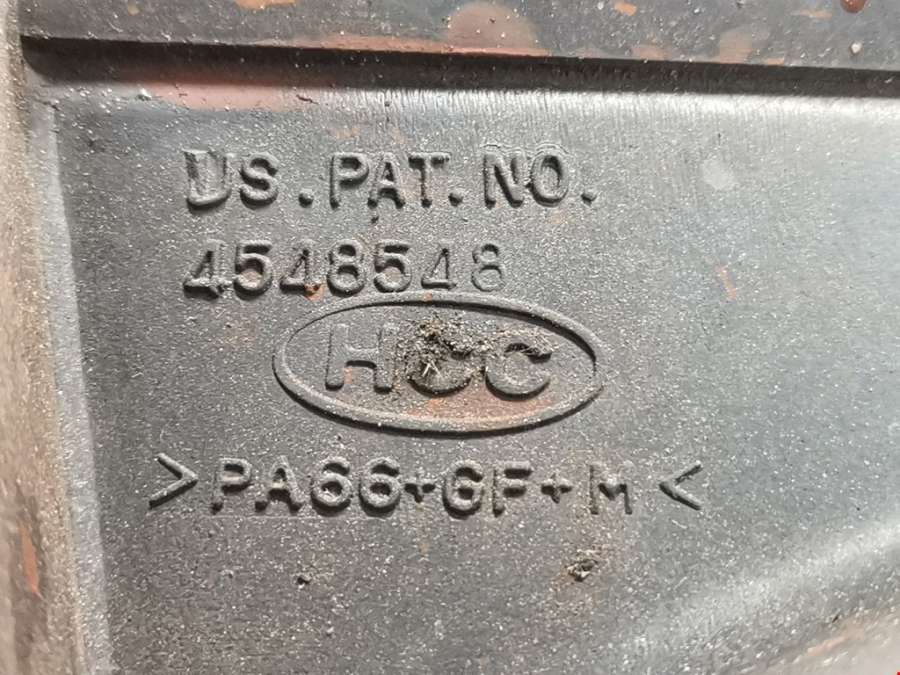 US.PAT.NO.
4548548
HCC
>PA66+GF+M<